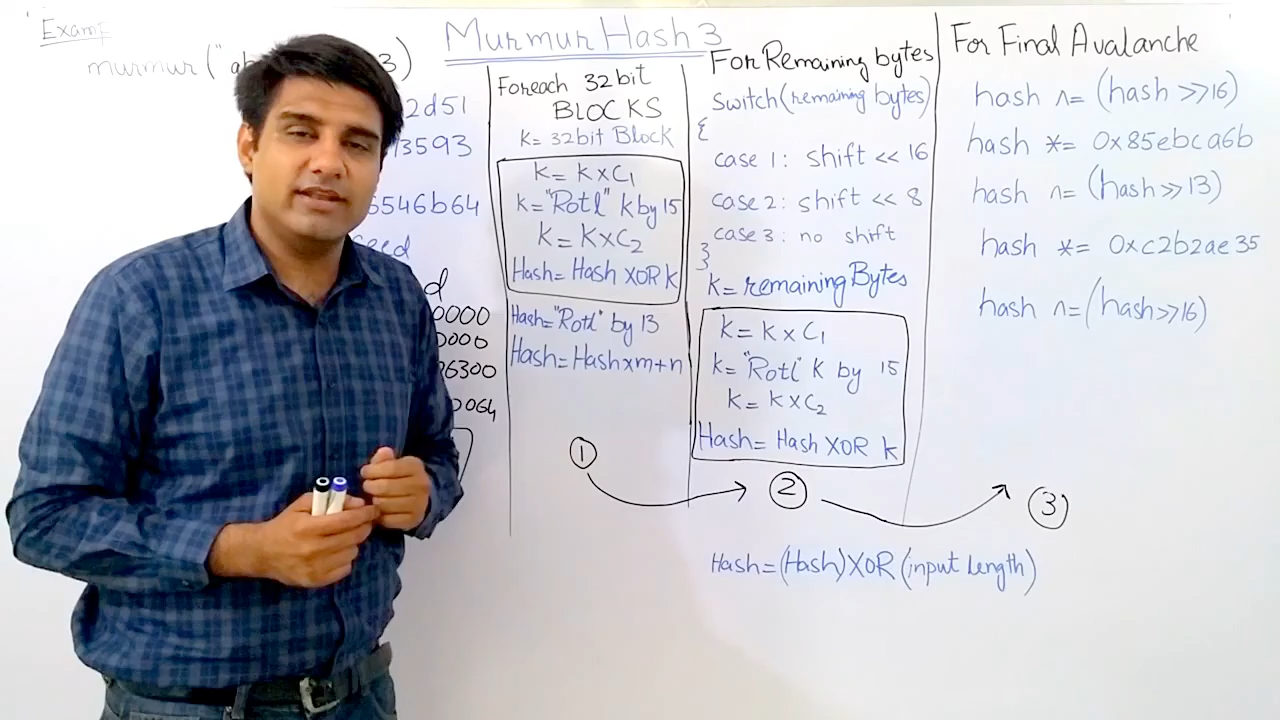 Exam
MurmurHash3
murmur ("ab 3)
2d51
3593
6546b64
eed
d
0000
0000
6300
0064
Foreach 32bit
BLOCKS
K= 32bit Block
K= K×C1
K="Rotl" K by 15
K= K×C2
Hash= Hash XOR K
Hash="Rotl" by 13
Hash=Hash×m+n
①
For Remaining bytes
Switch(remaining bytes)
{
case 1: shift << 16
case 2: shift << 8
case 3: no shift
}
K= remaining Bytes
K= K×C1
K= "Rotl" K by 15
K= K×C2
Hash= Hash XOR K
②
Hash=(Hash)XOR(input Length)
For Final Avalanche
hash ^= (hash >>16)
hash *= 0x85ebca6b
hash ^= (hash>>13)
hash *= 0xc2b2ae35
hash ^= (hash>>16)
③